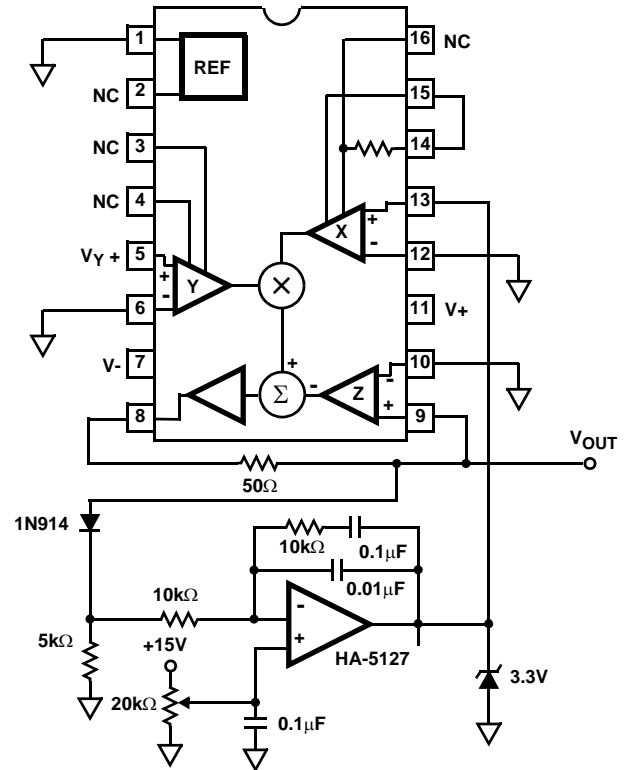 1
REF
16 NC
NC 2
15
NC 3
14
NC 4
13
X + -
VY + 5
12
+ - Y
×
6
11 V+
V- 7
+
10
Σ - Z - +
8
9
VOUT
50Ω
1N914
10kΩ 0.1μF
0.01μF
10kΩ
-
+
HA-5127
5kΩ
+15V
3.3V
20kΩ
0.1μF